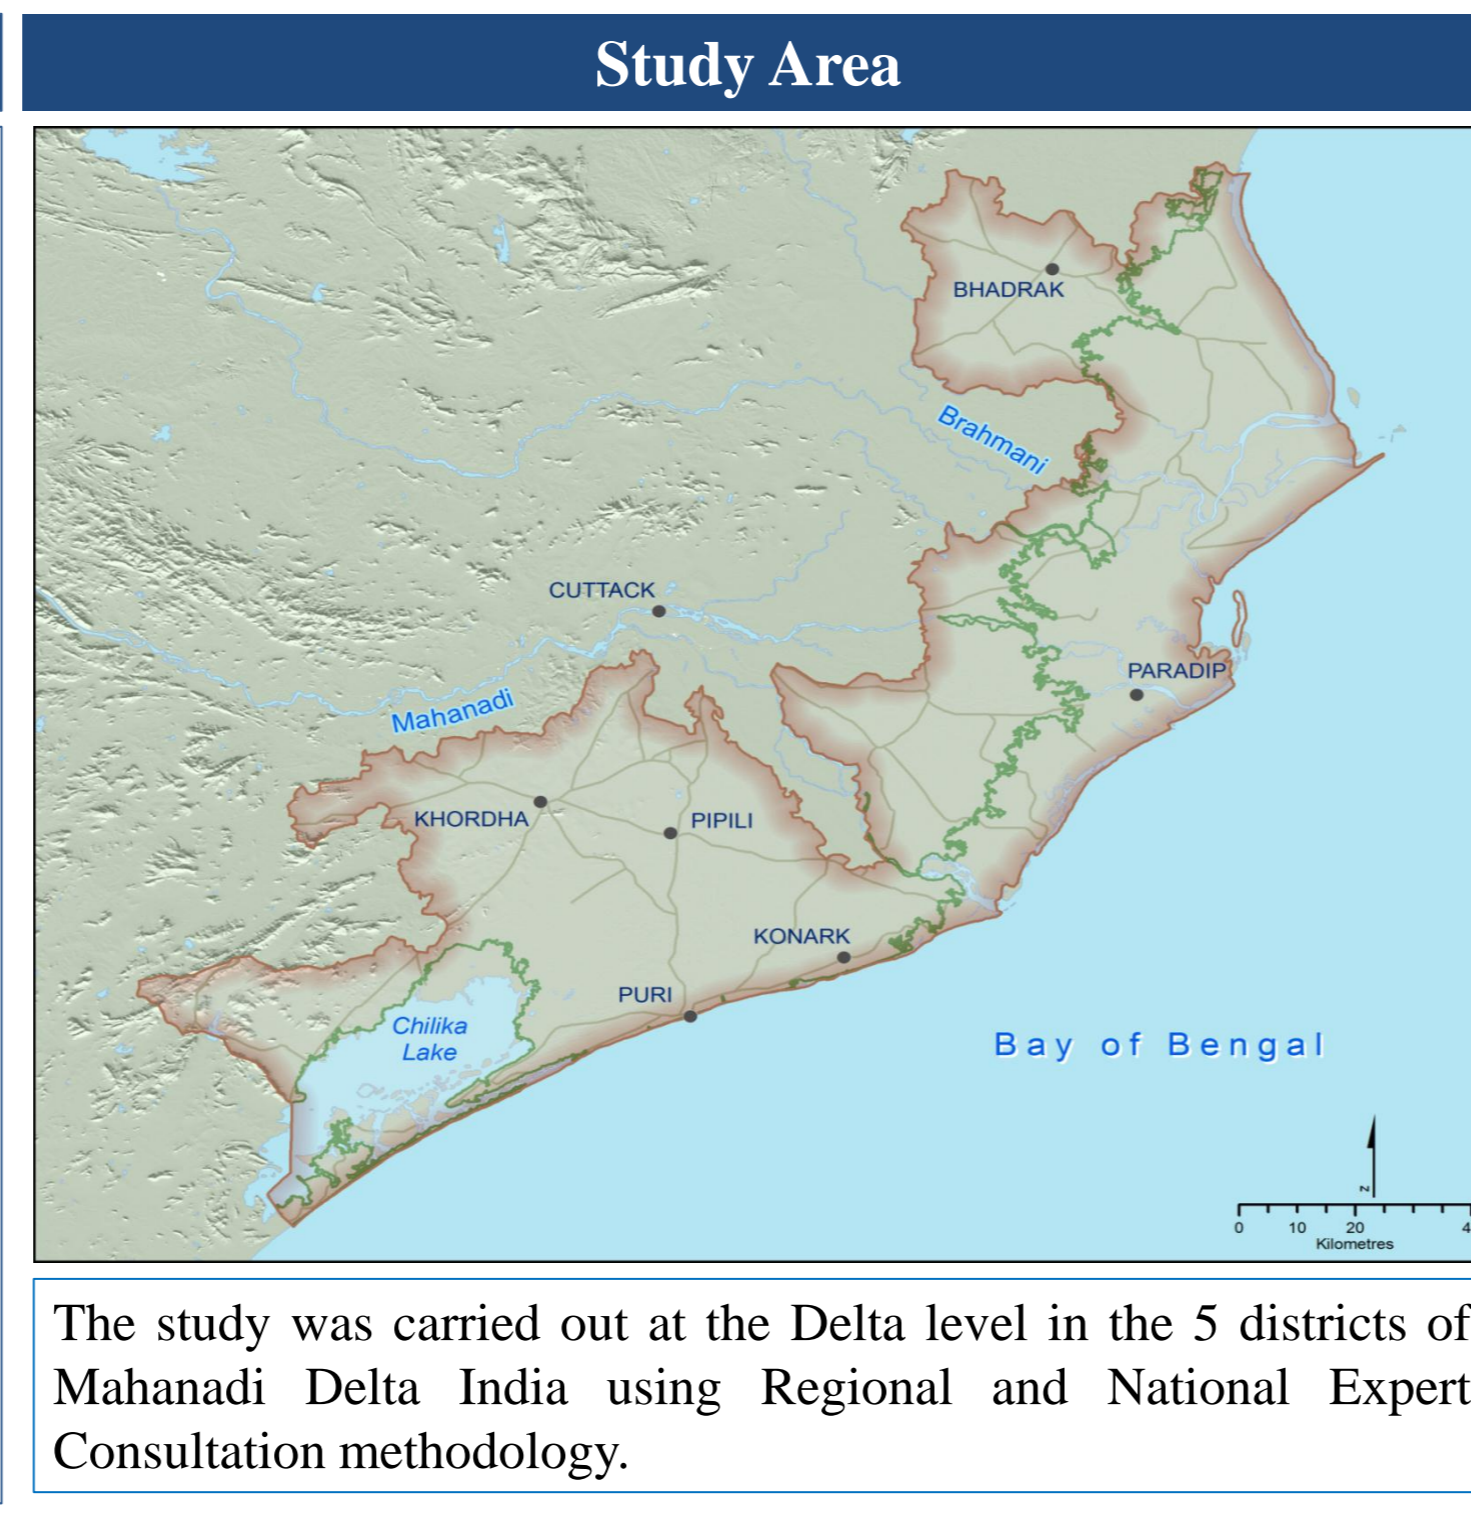 Study Area
BHADRAK
Brahmani
CUTTACK
PARADIP
Mahanadi
KHORDHA
PIPILI
KONARK
PURI
Chilika
Lake
Bay of Bengal
N
0 10 20 4
Kilometres
The study was carried out at the Delta level in the 5 districts of
Mahanadi Delta India using Regional and National Expert
Consultation methodology.